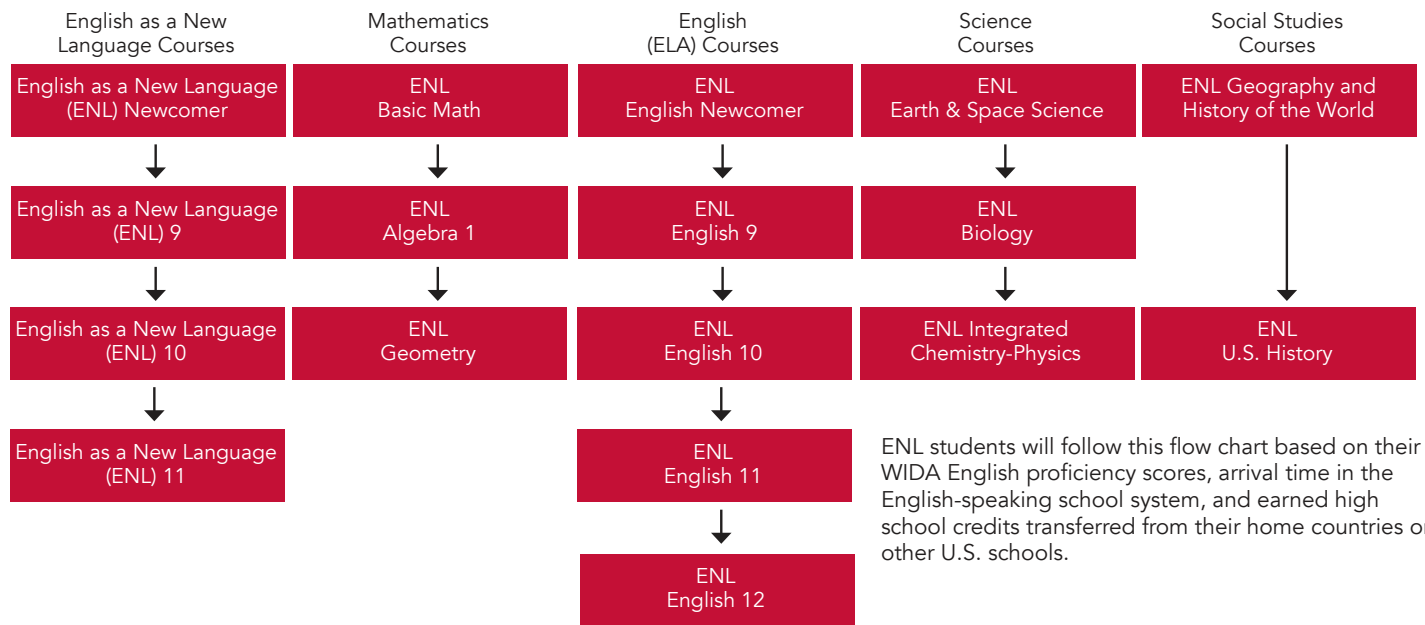 English as a New
Language Courses
Mathematics
Courses
English
(ELA) Courses
Science
Courses
Social Studies
Courses
English as a New Language
(ENL) Newcomer
ENL
Basic Math
ENL
English Newcomer
ENL
Earth & Space Science
ENL Geography and
History of the World
English as a New Language
(ENL) 9
ENL
Algebra 1
ENL
English 9
ENL
Biology
English as a New Language
(ENL) 10
ENL
Geometry
ENL
English 10
ENL Integrated
Chemistry-Physics
ENL
U.S. History
English as a New Language
(ENL) 11
ENL
English 11
ENL
English 12
ENL students will follow this flow chart based on their
WIDA English proficiency scores, arrival time in the
English-speaking school system, and earned high
school credits transferred from their home countries or
other U.S. schools.